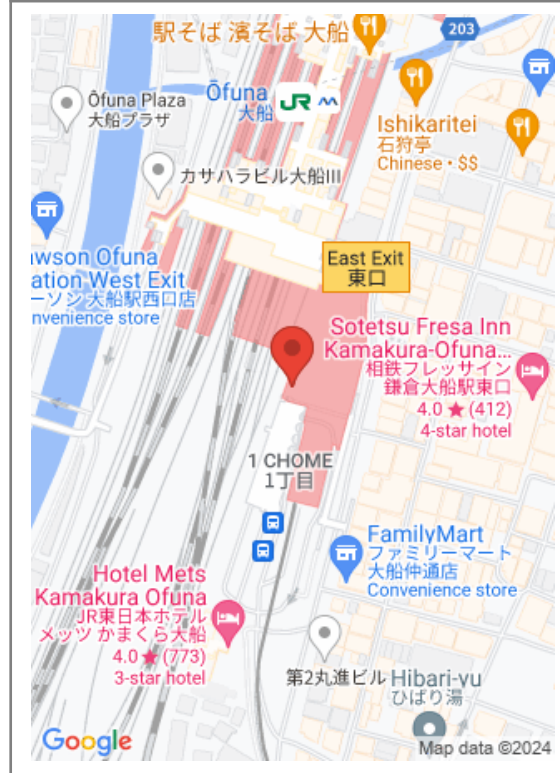 駅そば 濱そば 大船
203
Ōfuna
大船
JR
Ôfuna Plaza
大船プラザ
Ishikaritei
石狩亭
Chinese • $$
カサハラビル大船III
East Exit
東口
wson Ofuna
ation West Exit
ーソン 大船駅西口店
nvenience store
Sotetsu Fresa Inn
Kamakura-Ofuna...
相鉄フレッサイン
鎌倉大船駅東口
4.0 ★ (412)
4-star hotel
1 CHOME
1丁目
FamilyMart
ファミリーマート
大船仲通店
Convenience store
Hotel Mets
Kamakura Ofuna
JR東日本ホテル
メッツ かまくら大船
4.0 ★ (773)
3-star hotel
第2丸進ビル
Hibari-yu
ひばり湯
Google
Map data ©2024